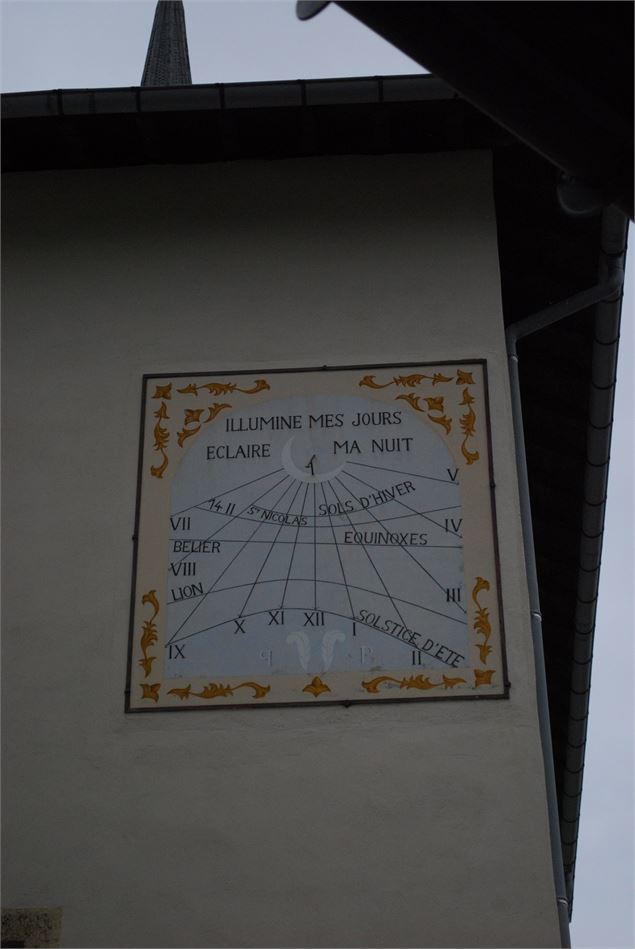 ILLUMINE MES JOURS
ECLAIRE MA NUIT
V
14.11 ST NICOLAS SOLS D'HIVER
VII IV
BELIER EQUINOXES
VIII
LION III
X XI XII I SOLSTICE D'ETE
IX II
q P